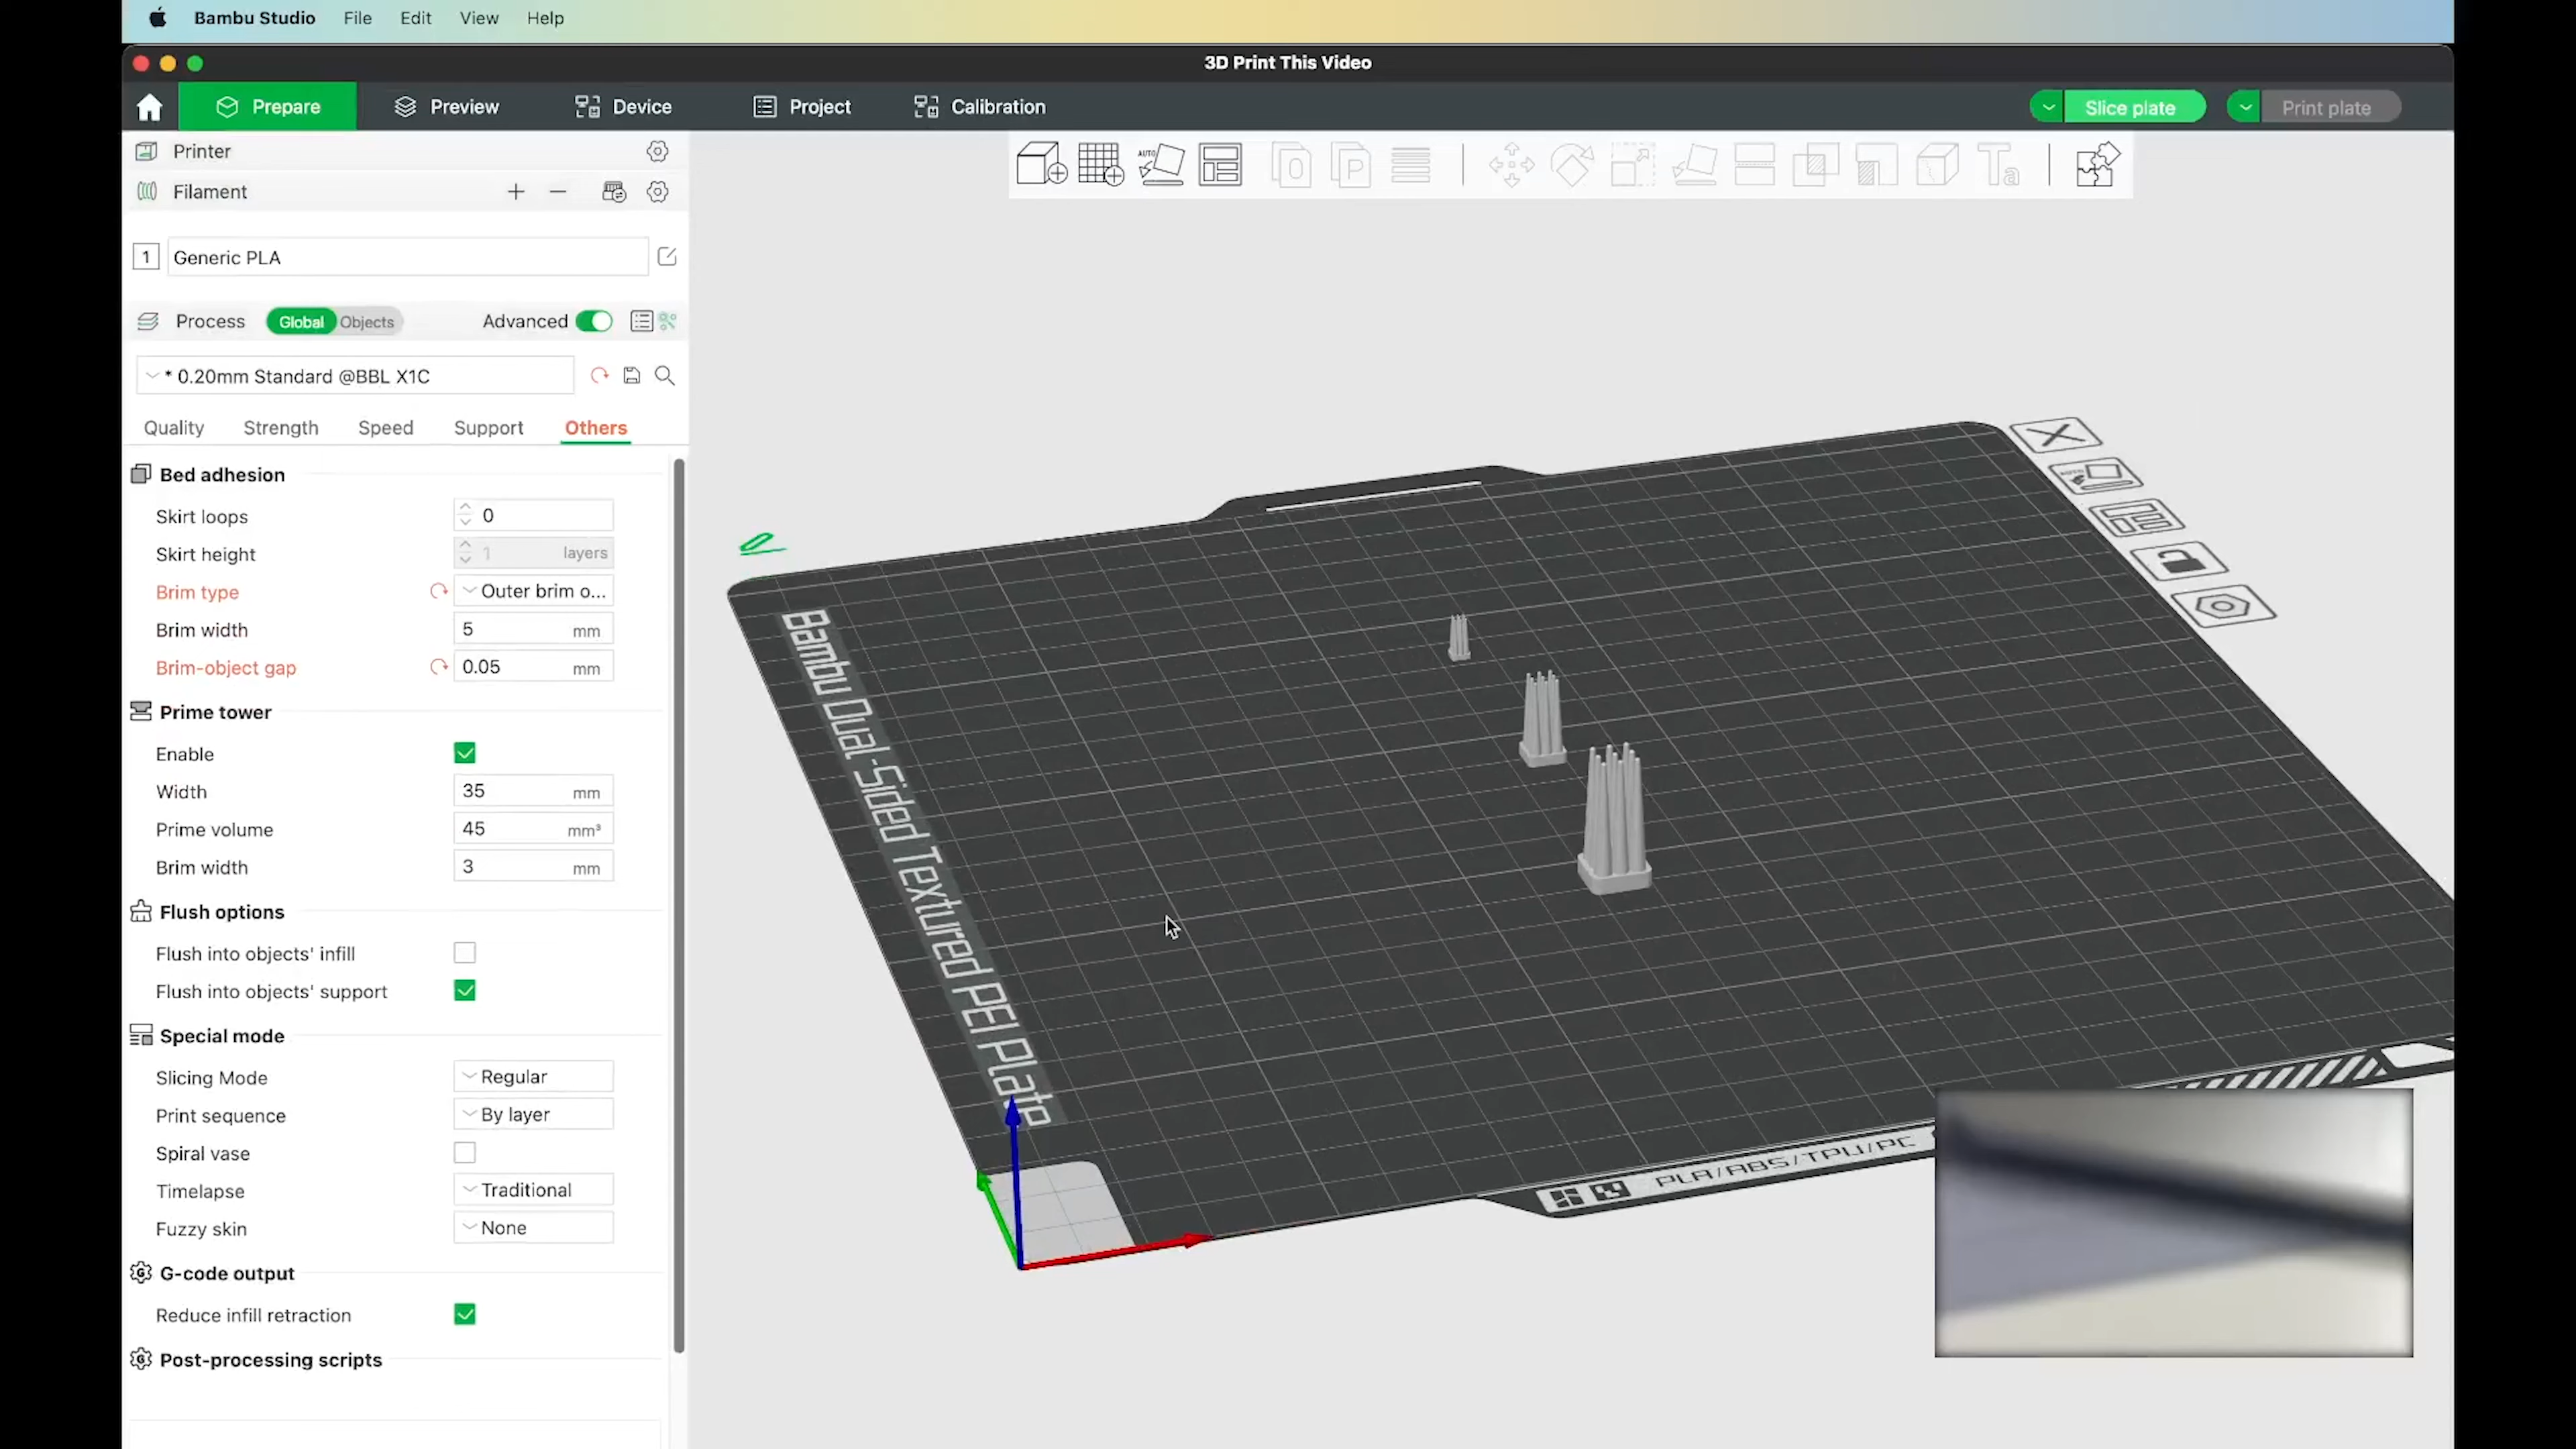 Bambu Studio File Edit View Help
3D Print This Video
Prepare Preview Device Project Calibration Slice plate Print plate
Printer
Filament
1 Generic PLA
Process Global Objects Advanced
* 0.20mm Standard @BBL X1C
Quality Strength Speed Support Others
Bed adhesion
Skirt loops 0
Skirt height 1 layers
Brim type Outer brim o...
Brim width 5 mm
Brim-object gap 0.05 mm
Prime tower
Enable
Width 35 mm
Prime volume 45 mm³
Brim width 3 mm
Flush options
Flush into objects' infill
Flush into objects' support
Special mode
Slicing Mode Regular
Print sequence By layer
Spiral vase
Timelapse Traditional
Fuzzy skin None
G-code output
Reduce infill retraction
Post-processing scripts
AUTO
O
P
Ta
AUTO
Bambu Dual-Sided Textured PEI Plate
PLA/ABS/TPU/PC